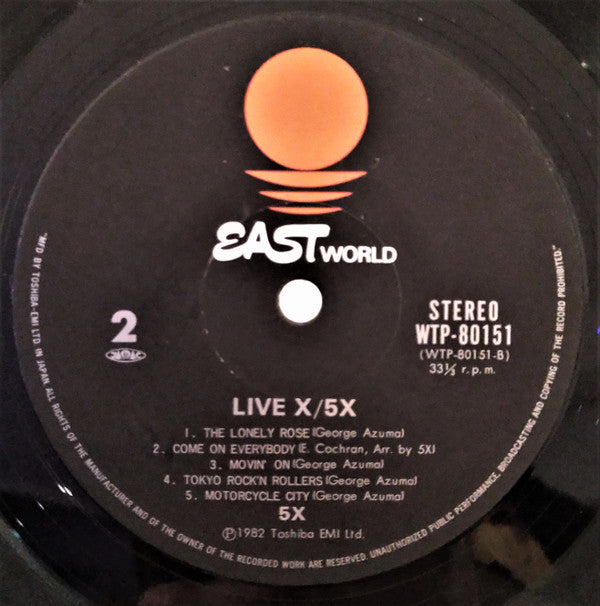 EAST WORLD
2
STEREO
WTP-80151
(WTP-80151-B)
33⅓ r.p.m.
LIVE X/5X
1. THE LONELY ROSE(George Azuma)
2. COME ON EVERYBODY(E. Cochran, Arr. by 5X)
3. MOVIN' ON(George Azuma)
4. TOKYO ROCK'N ROLLERS(George Azuma)
5. MOTORCYCLE CITY(George Azuma)
5X
Ⓟ1982 Toshiba EMI Ltd.
"MFD BY TOSHIBA-EMI LTD. IN JAPAN ALL RIGHTS OF THE MANUFACTURER AND OF THE OWNER OF THE RECORDED WORK ARE RESERVED. UNAUTHORIZED PUBLIC PERFORMANCE, BROADCASTING AND COPYING OF THE RECORD PROHIBITED."